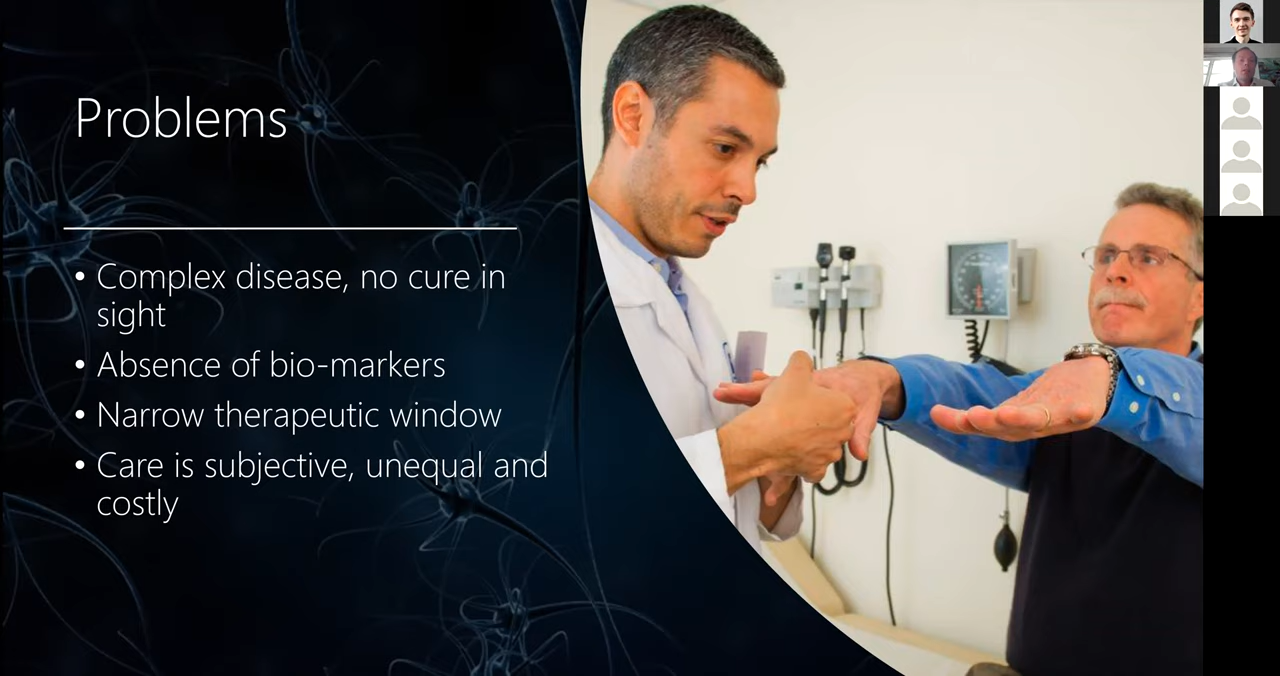 Problems
• Complex disease, no cure in
sight
• Absence of bio-markers
• Narrow therapeutic window
• Care is subjective, unequal and
costly